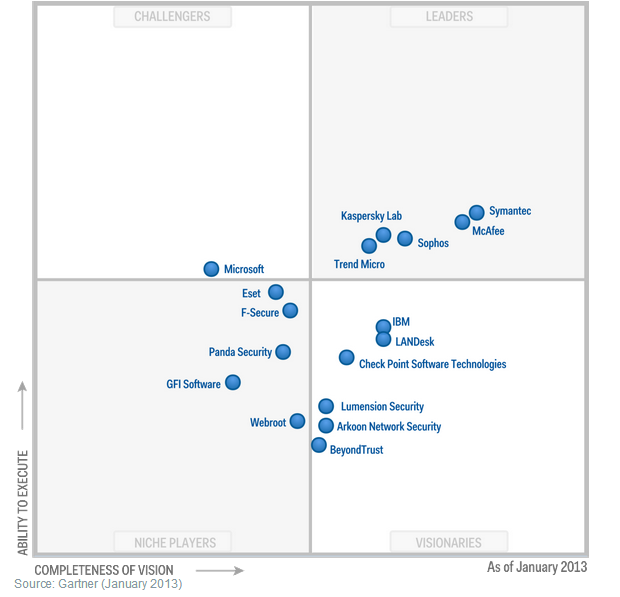 CHALLENGERS
LEADERS
Symantec
Kaspersky Lab
McAfee
Sophos
Trend Micro
Microsoft
Eset
F-Secure
IBM
LANDesk
Panda Security
Check Point Software Technologies
GFI Software
Lumension Security
Webroot
Arkoon Network Security
BeyondTrust
ABILITY TO EXECUTE
NICHE PLAYERS
VISIONARIES
COMPLETENESS OF VISION
As of January 2013
Source: Gartner (January 2013)